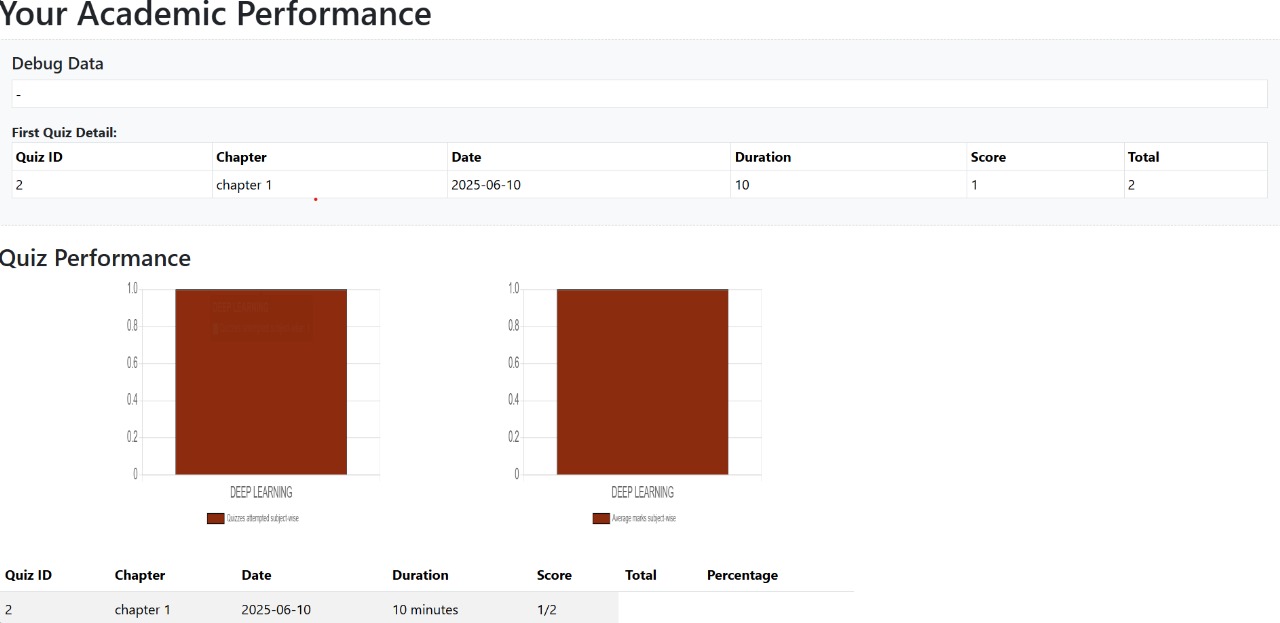 Your Academic Performance
Debug Data
-
First Quiz Detail:
Quiz ID Chapter Date Duration Score Total
2 chapter 1 2025-06-10 10 1 2
Quiz Performance
1.0
0.8
0.6
0.4
0.2
0
DEEP LEARNING
Quizzes attempted subject-wise
1.0
0.8
0.6
0.4
0.2
0
DEEP LEARNING
Average marks subject-wise
Quiz ID Chapter Date Duration Score Total Percentage
2 chapter 1 2025-06-10 10 minutes 1/2